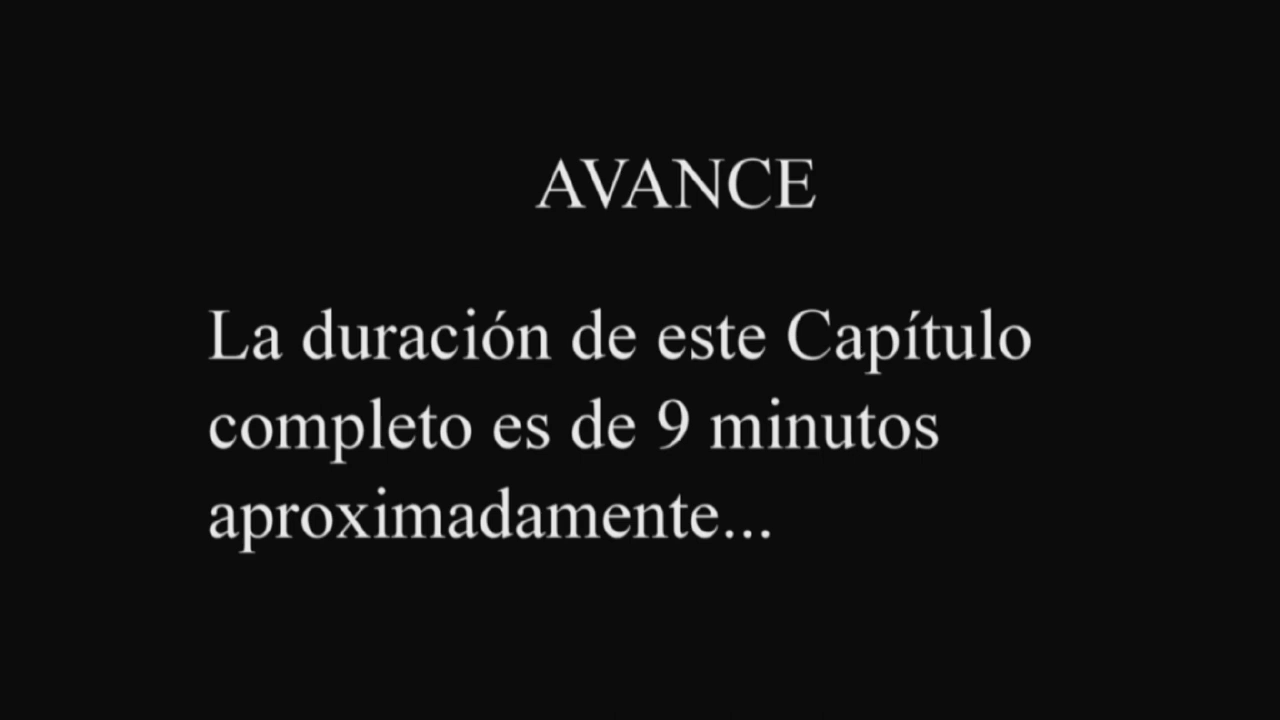 AVANCE
La duración de este Capítulo
completo es de 9 minutos
aproximadamente...